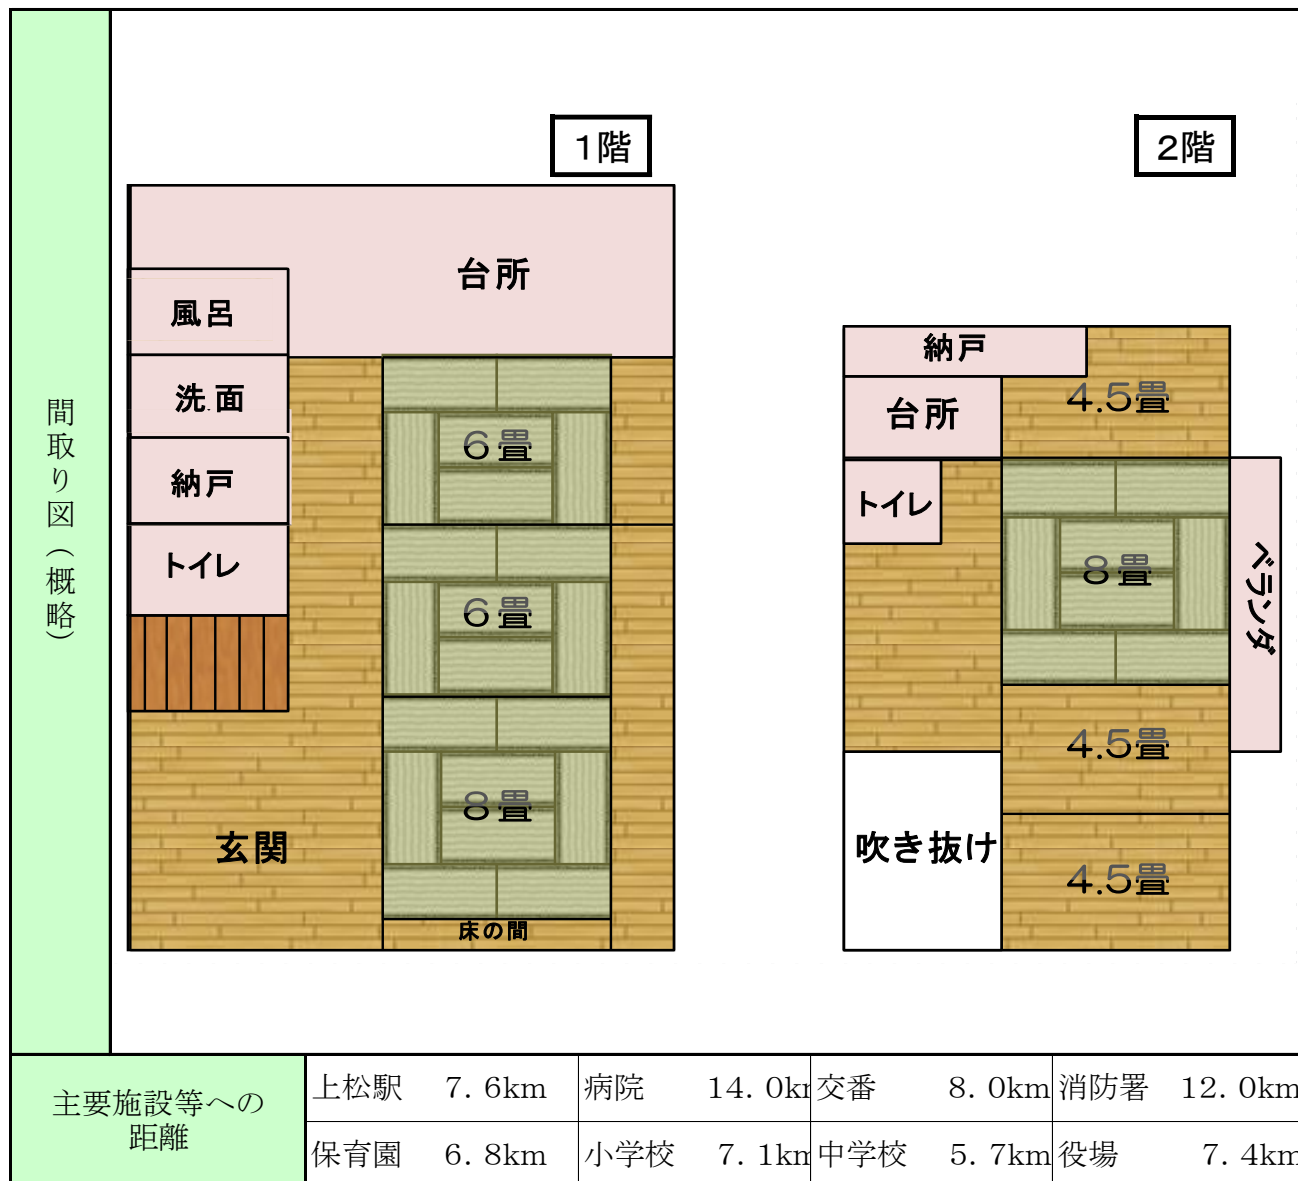 間取り図（概略）
1階
2階
台所
風呂
洗面
納戸
トイレ
6畳
6畳
8畳
玄関
床の間
納戸
4.5畳
台所
トイレ
8畳
ベランダ
4.5畳
吹き抜け
4.5畳
主要施設等への
距離
上松駅 7.6km 病院 14.0km 交番 8.0km 消防署 12.0km
保育園 6.8km 小学校 7.1km 中学校 5.7km 役場 7.4km